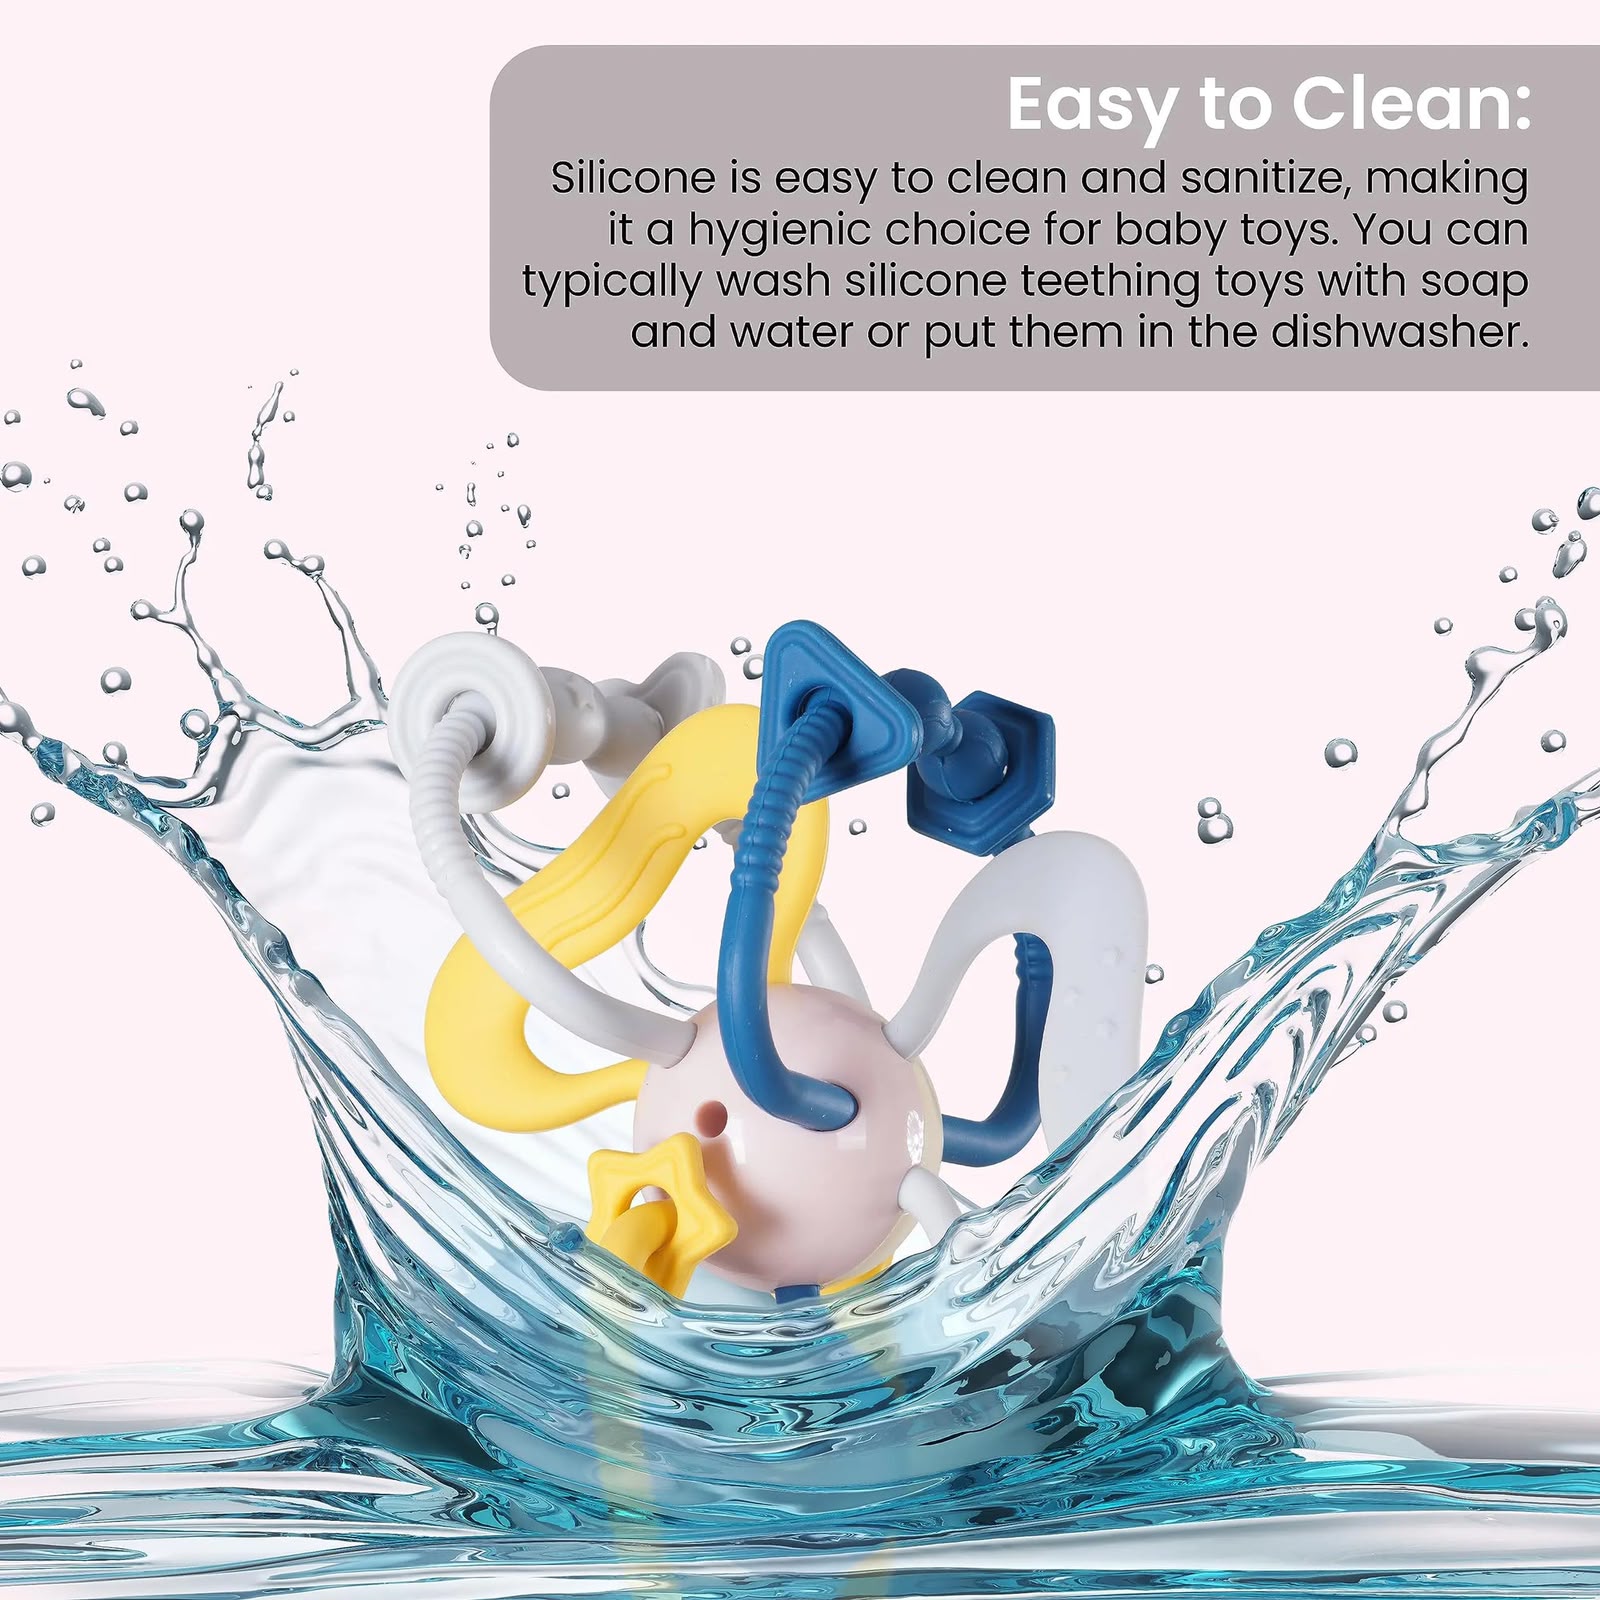 Easy to Clean:
Silicone is easy to clean and sanitize, making
it a hygienic choice for baby toys. You can
typically wash silicone teething toys with soap
and water or put them in the dishwasher.